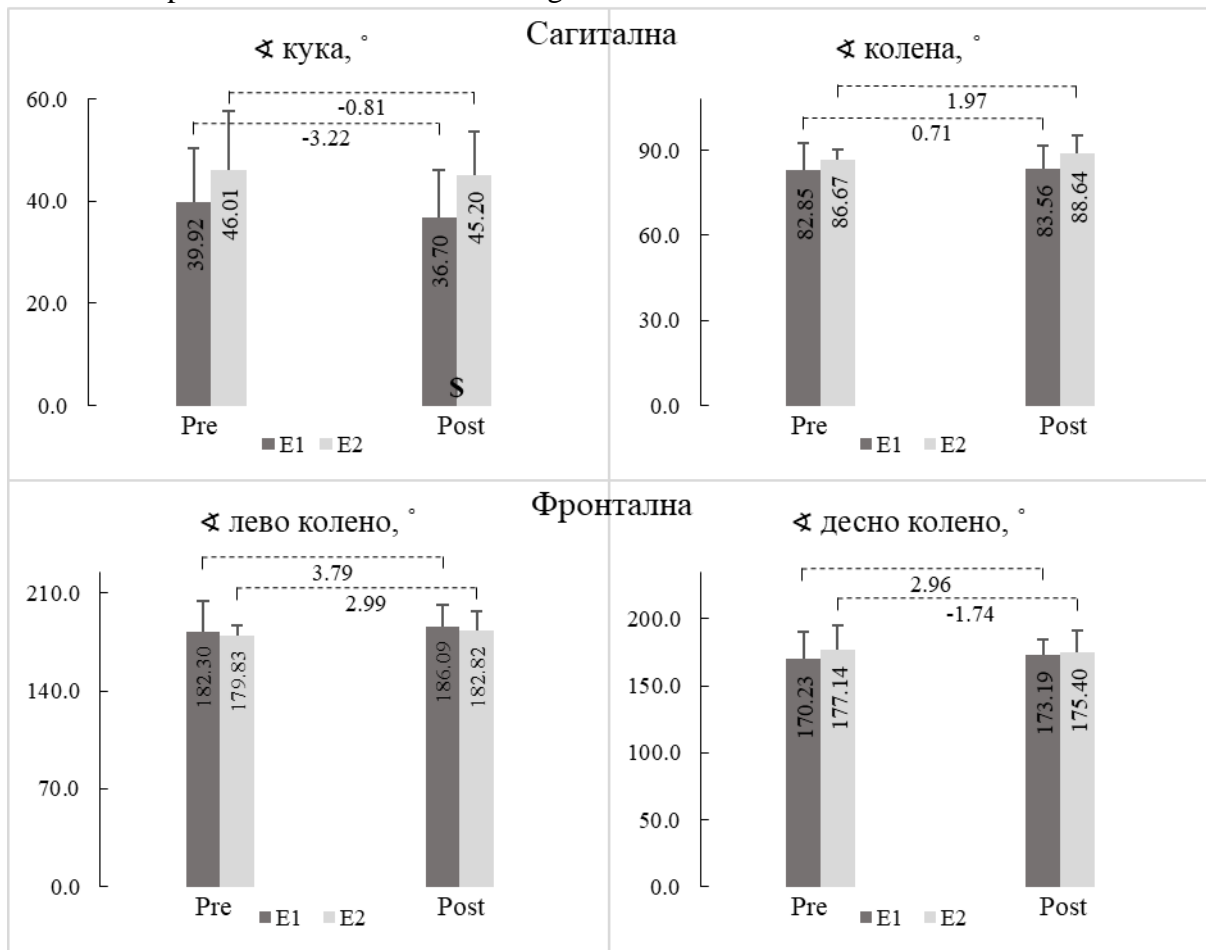 Сагитална
∢ кука, °
-0.81
-3.22
60.0
40.0
20.0
0.0
39.92
46.01
36.70
45.20
S
Pre
Post
E1 E2
∢ колена, °
1.97
0.71
90.0
60.0
30.0
0.0
82.85
86.67
83.56
88.64
Pre
Post
E1 E2
Фронтална
∢ лево колено, °
3.79
2.99
210.0
140.0
70.0
0.0
182.30
179.83
186.09
182.82
Pre
Post
E1 E2
∢ десно колено, °
2.96
-1.74
200.0
150.0
100.0
50.0
0.0
170.23
177.14
173.19
175.40
Pre
Post
E1 E2